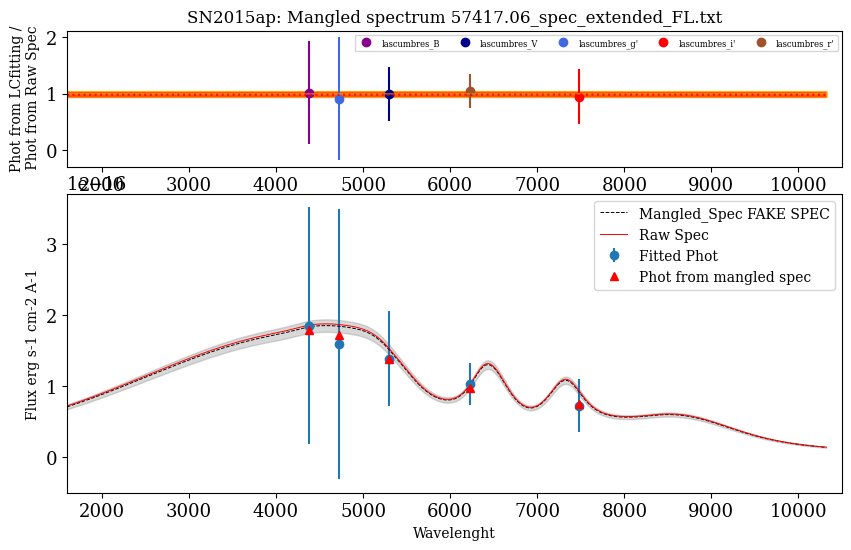 SN2015ap: Mangled spectrum 57417.06_spec_extended_FL.txt
Phot from LCfitting /
Phot from Raw Spec
2
1
0
lascumbres_B
lascumbres_V
lascumbres_g'
lascumbres_i'
lascumbres_r'
2000 3000 4000 5000 6000 7000 8000 9000 10000
Flux erg s-1 cm-2 A-1
3
2
1
0
Mangled_Spec FAKE SPEC
Raw Spec
Fitted Phot
Phot from mangled spec
2000 3000 4000 5000 6000 7000 8000 9000 10000
Wavelenght